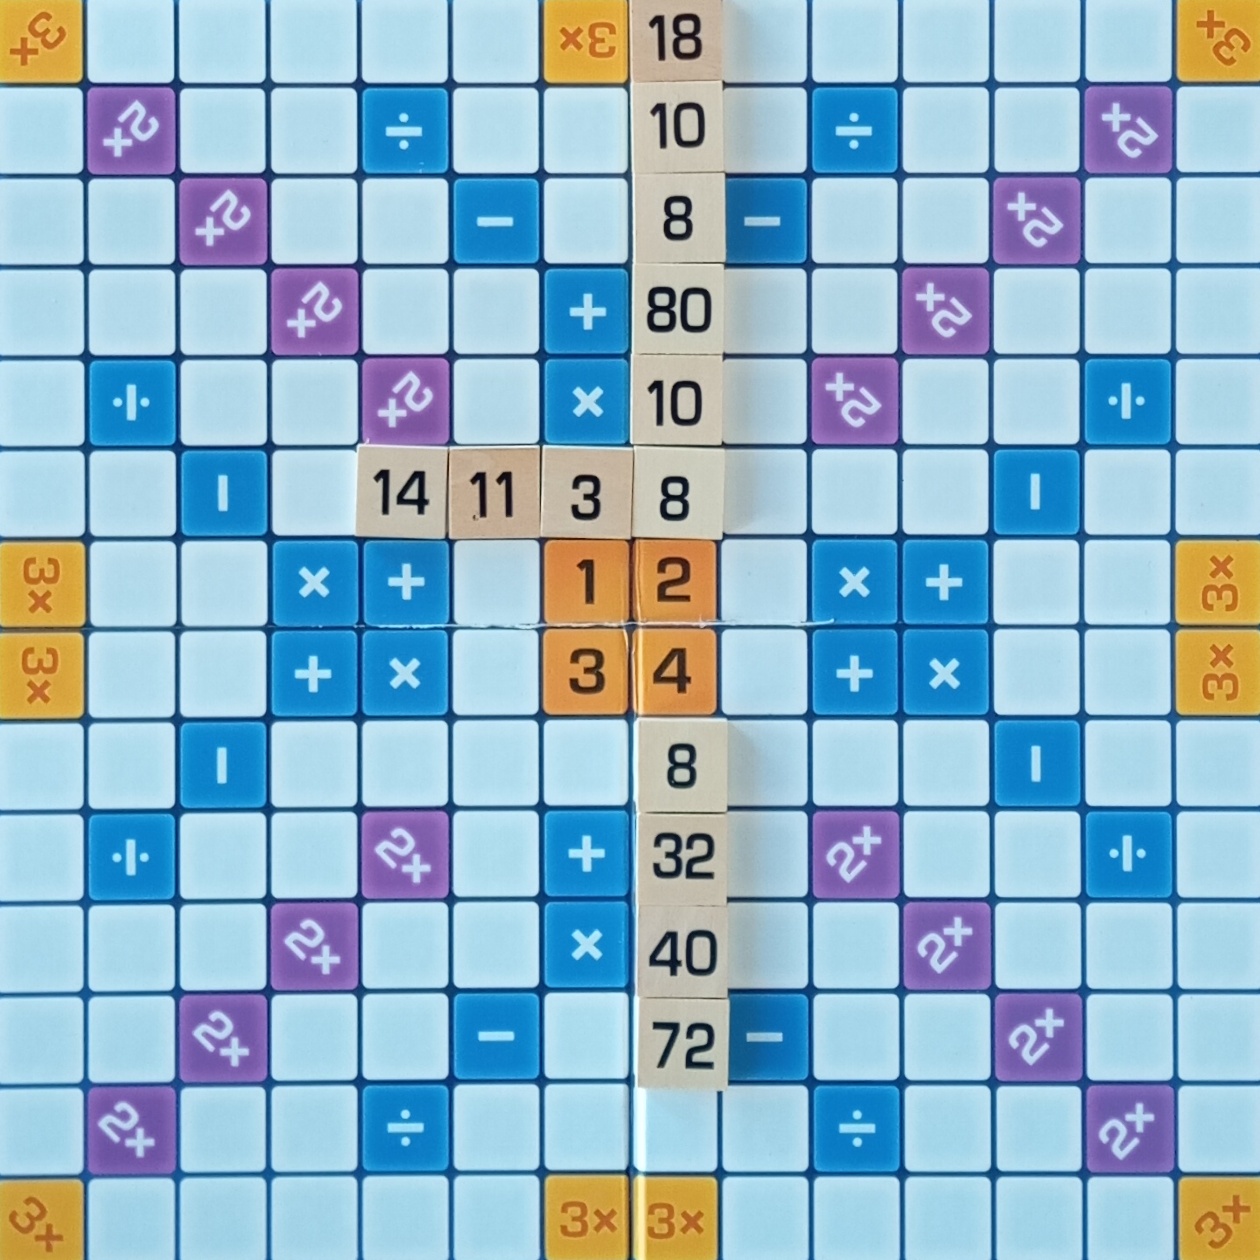 3× 3× 18 3×
2× ÷ 10 ÷ 2×
2× − 8 − 2×
2× + 80 2×
÷ 2× × 10 2× ÷
− 14 11 3 8 −
3× × + 1 2 × + 3×
3× + × 3 4 + × 3×
− 8 −
÷ 2× + 32 2× ÷
2× × 40 2×
2× − 72 − 2×
2× ÷ ÷ 2×
3× 3× 3× 3×